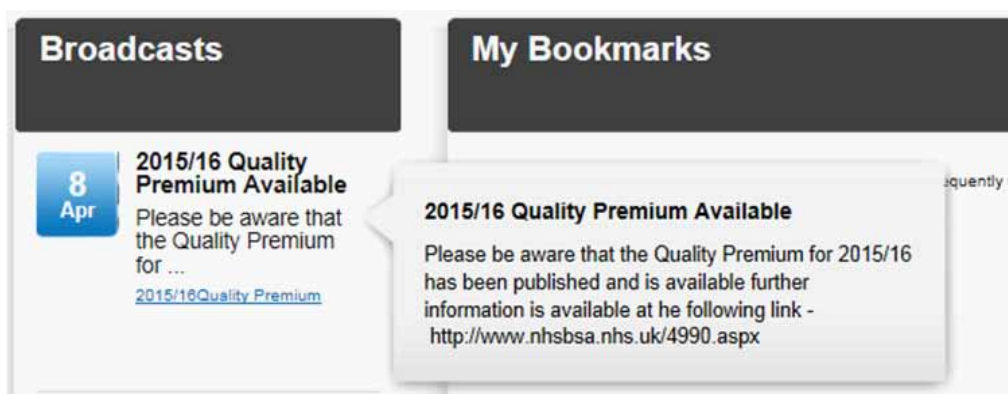 Broadcasts
My Bookmarks
8
Apr
2015/16 Quality
Premium Available
Please be aware that
the Quality Premium
for ...
2015/16Quality Premium
2015/16 Quality Premium Available
Please be aware that the Quality Premium for 2015/16
has been published and is available further
information is available at he following link -
http://www.nhsbsa.nhs.uk/4990.aspx